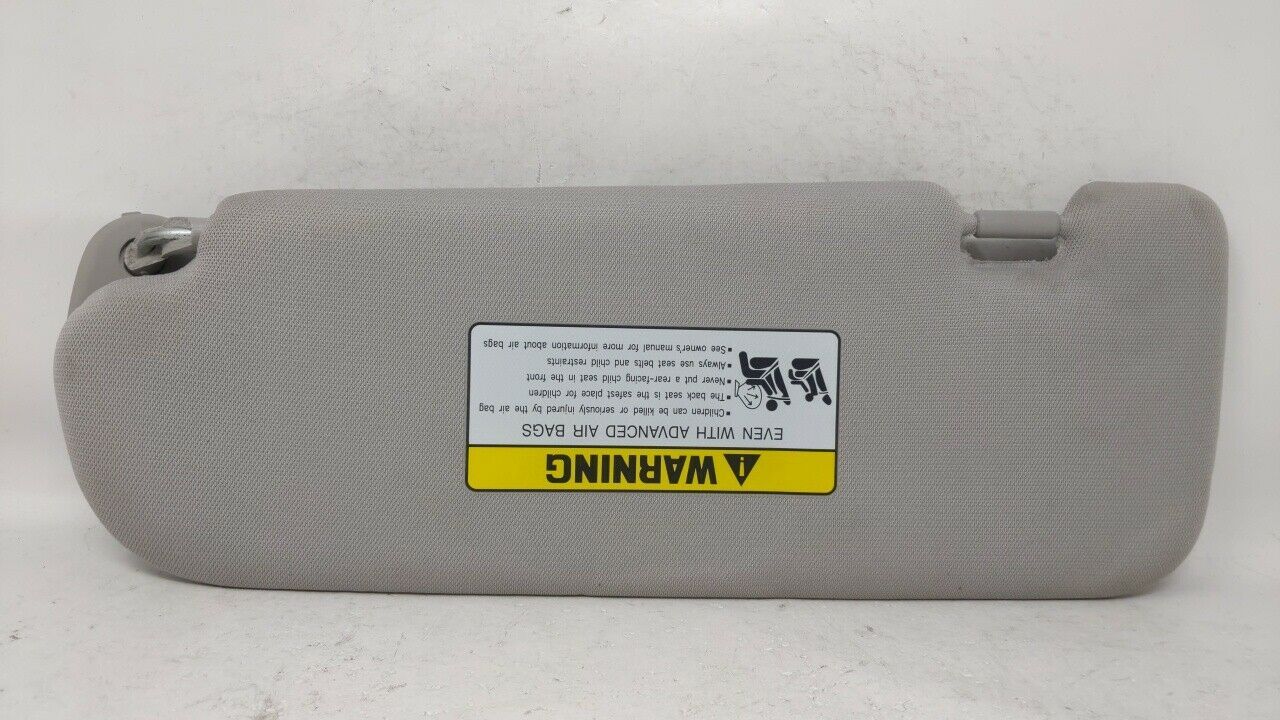 WARNING
EVEN WITH ADVANCED AIR BAGS
▪ Children can be killed or seriously injured by the air bag
▪ The back seat is the safest place for children
▪ Never put a rear-facing child seat in the front
▪ Always use seat belts and child restraints
▪ See owner's manual for more information about air bags